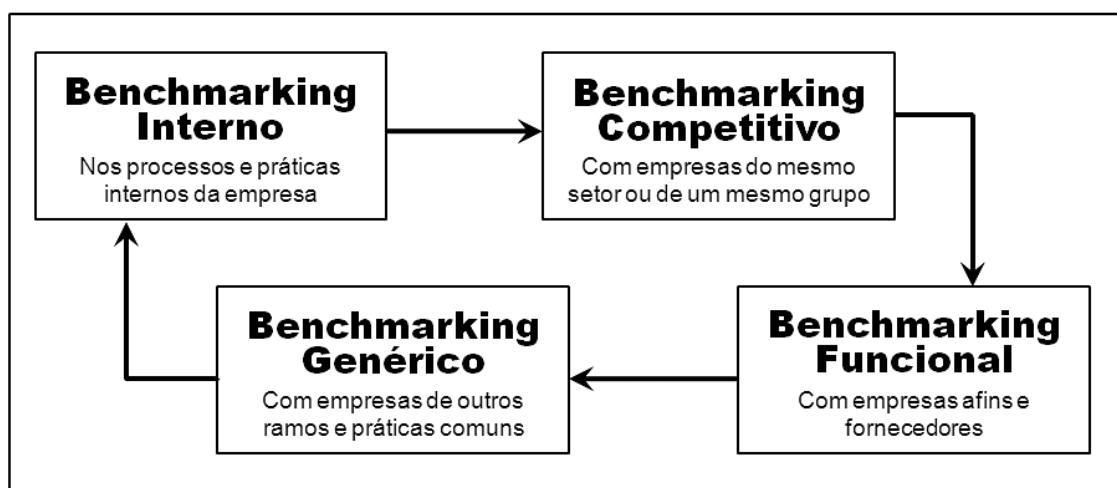 Benchmarking
Interno
Nos processos e práticas
internos da empresa
Benchmarking
Competitivo
Com empresas do mesmo
setor ou de um mesmo grupo
Benchmarking
Funcional
Com empresas afins e
fornecedores
Benchmarking
Genérico
Com empresas de outros
ramos e práticas comuns